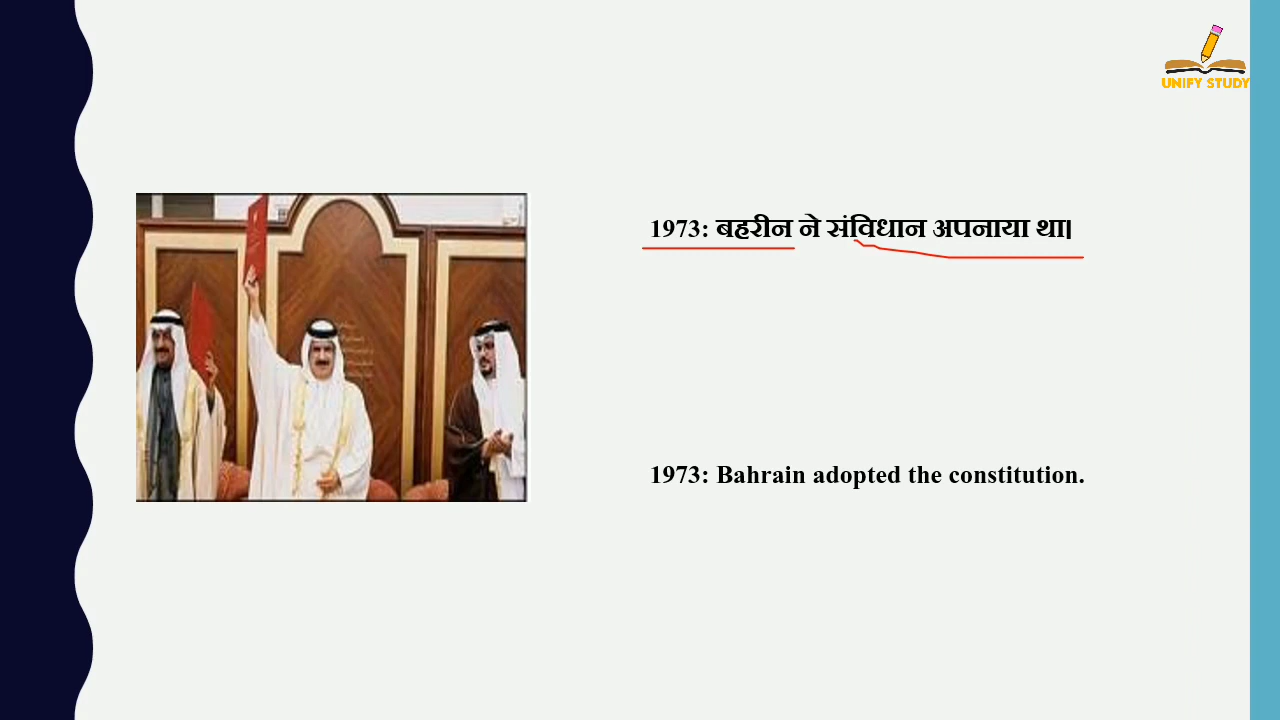 UNIFY STUDY
1973: बहरीन ने संविधान अपनाया था।
1973: Bahrain adopted the constitution.